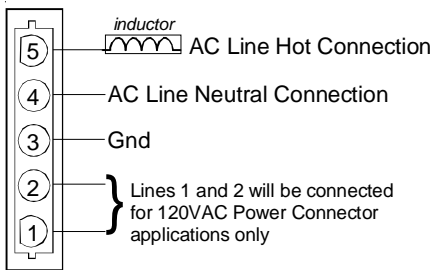 inductor
5 AC Line Hot Connection
4 AC Line Neutral Connection
3 Gnd
2 Lines 1 and 2 will be connected
for 120VAC Power Connector
1 applications only